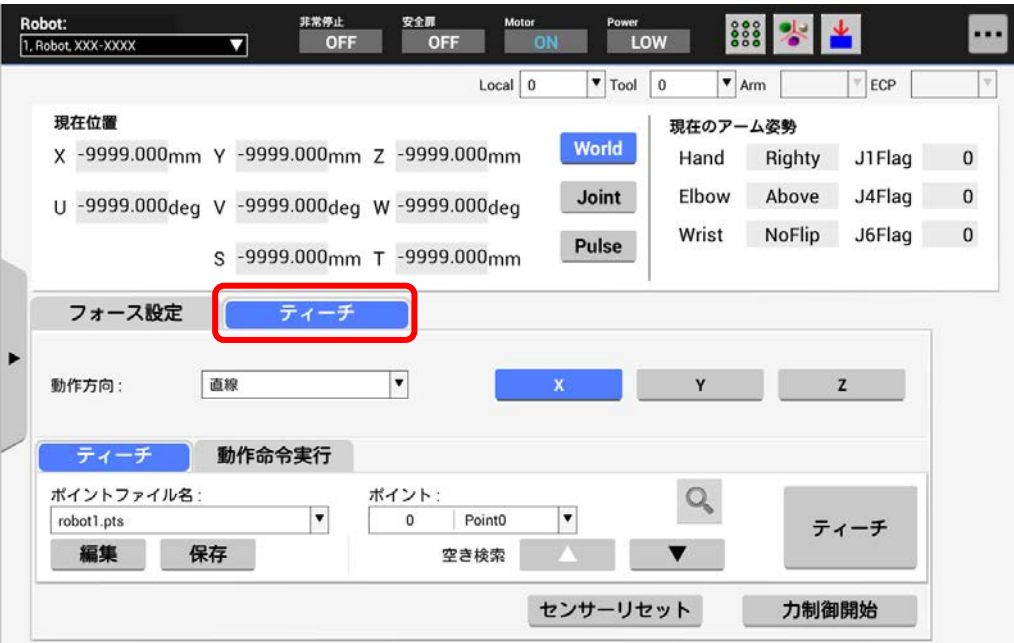 Robot: 非常停止 安全扉 Motor Power
1, Robot, XXX-XXXX OFF OFF ON LOW
Local 0 Tool 0 Arm ECP
現在位置
X -9999.000mm Y -9999.000mm Z -9999.000mm
U -9999.000deg V -9999.000deg W -9999.000deg
S -9999.000mm T -9999.000mm
World
Joint
Pulse
現在のアーム姿勢
Hand Righty J1Flag 0
Elbow Above J4Flag 0
Wrist NoFlip J6Flag 0
フォース設定 ティーチ
動作方向: 直線 X Y Z
ティーチ 動作命令実行
ポイントファイル名: ポイント:
robot1.pts 0 Point0
編集 保存 空き検索
ティーチ
センサーリセット 力制御開始